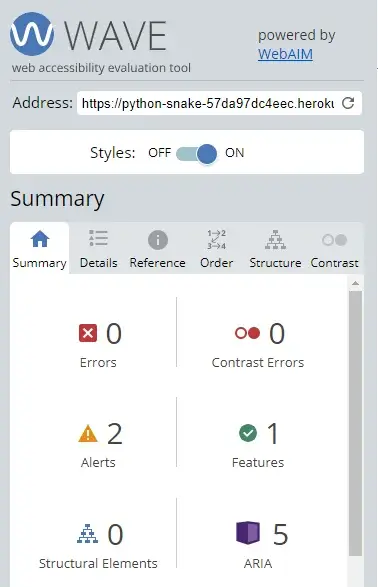 WAVE
web accessibility evaluation tool
powered by
WebAIM
Address: https://python-snake-57da97dc4eec.heroku
Styles: OFF ON
Summary
Summary Details Reference Order Structure Contrast
0 0
Errors Contrast Errors
2 1
Alerts Features
0 5
Structural Elements ARIA